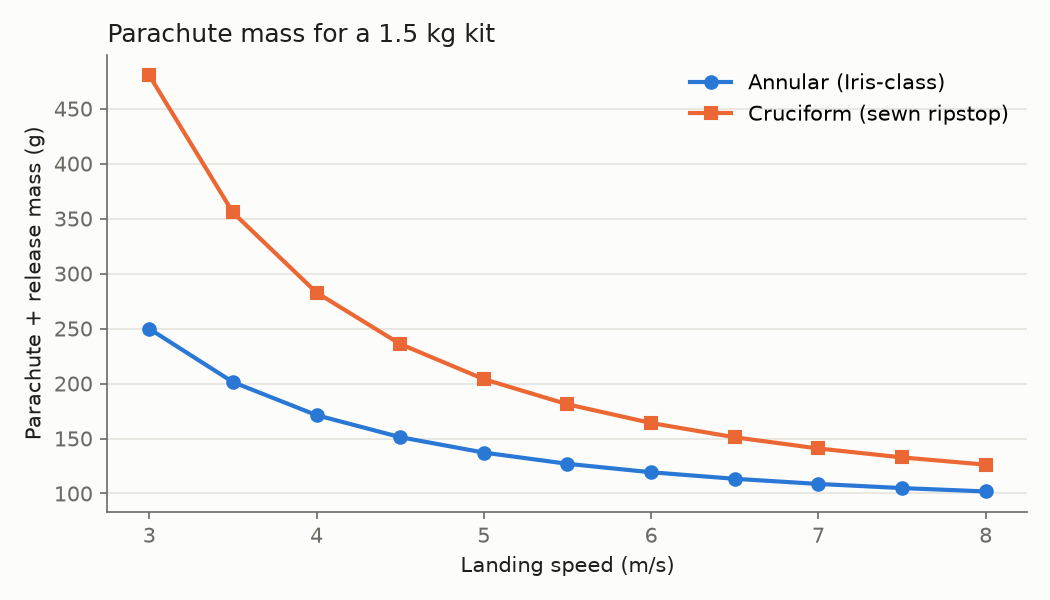 Parachute mass for a 1.5 kg kit
Annular (Iris-class)
Cruciform (sewn ripstop)
Parachute + release mass (g)
450
400
350
300
250
200
150
100
3 4 5 6 7 8
Landing speed (m/s)